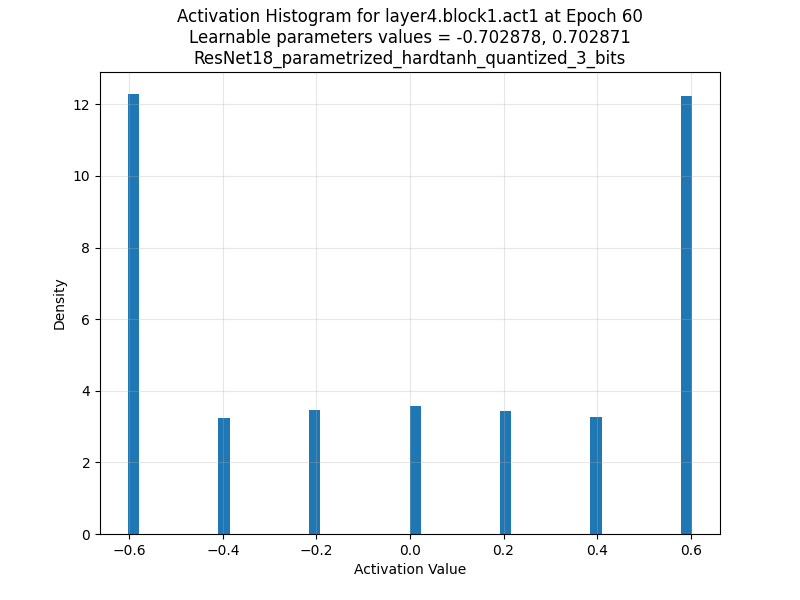 Activation Histogram for layer4.block1.act1 at Epoch 60
Learnable parameters values = -0.702878, 0.702871
ResNet18_parametrized_hardtanh_quantized_3_bits
12
10
8
6
4
2
0
Density
−0.6 −0.4 −0.2 0.0 0.2 0.4 0.6
Activation Value